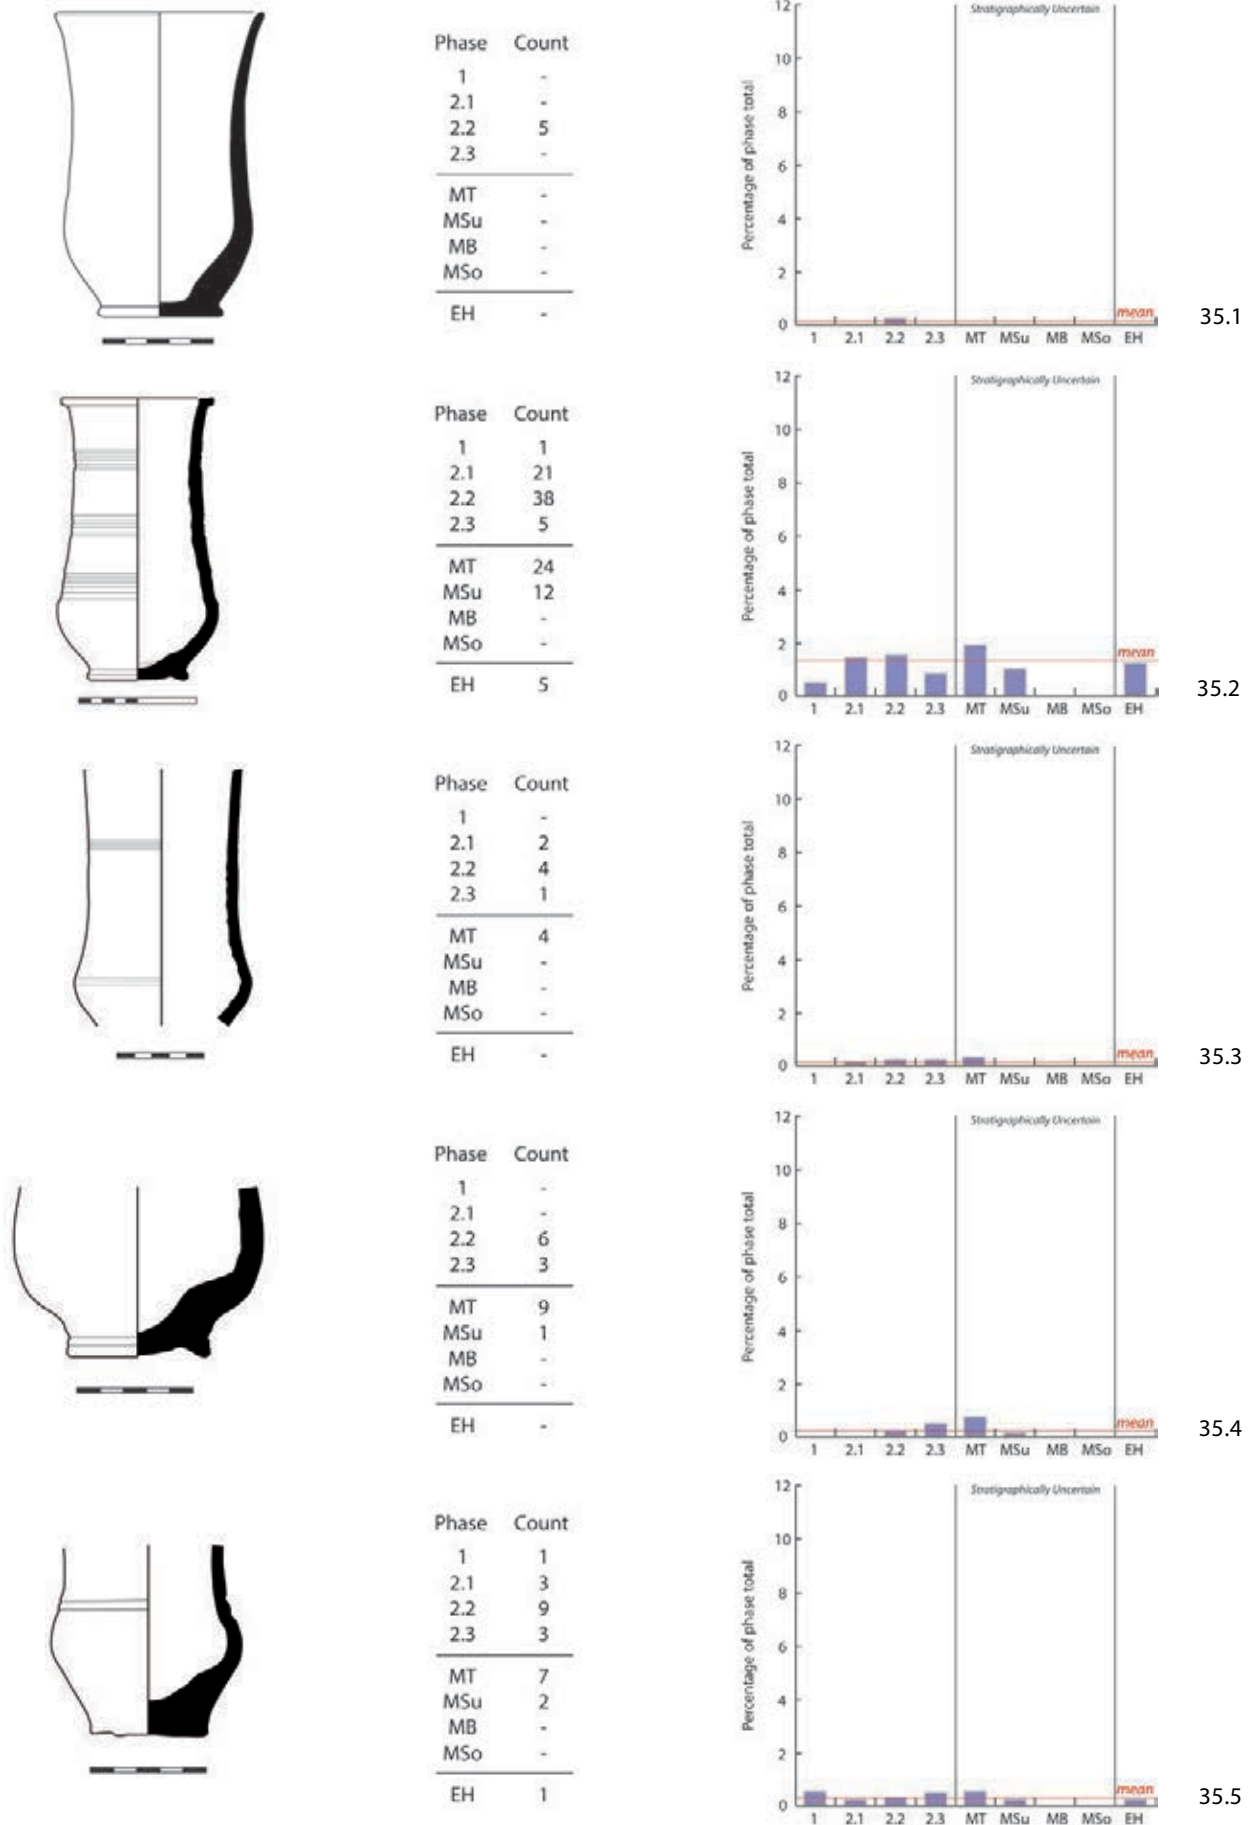 Phase Count
1 -
2.1 -
2.2 5
2.3 -
MT -
MSu -
MB -
MSo -
EH -
Stratigraphically Uncertain
Percentage of phase total
12
10
8
6
4
2
0
mean
1 2.1 2.2 2.3 MT MSu MB MSo EH
35.1
Phase Count
1 1
2.1 21
2.2 38
2.3 5
MT 24
MSu 12
MB -
MSo -
EH 5
Stratigraphically Uncertain
Percentage of phase total
12
10
8
6
4
2
0
mean
1 2.1 2.2 2.3 MT MSu MB MSo EH
35.2
Phase Count
1 -
2.1 2
2.2 4
2.3 1
MT 4
MSu -
MB -
MSo -
EH -
Stratigraphically Uncertain
Percentage of phase total
12
10
8
6
4
2
0
mean
1 2.1 2.2 2.3 MT MSu MB MSo EH
35.3
Phase Count
1 -
2.1 -
2.2 6
2.3 3
MT 9
MSu 1
MB -
MSo -
EH -
Stratigraphically Uncertain
Percentage of phase total
12
10
8
6
4
2
0
mean
1 2.1 2.2 2.3 MT MSu MB MSo EH
35.4
Phase Count
1 1
2.1 3
2.2 9
2.3 3
MT 7
MSu 2
MB -
MSo -
EH 1
Stratigraphically Uncertain
Percentage of phase total
12
10
8
6
4
2
0
mean
1 2.1 2.2 2.3 MT MSu MB MSo EH
35.5